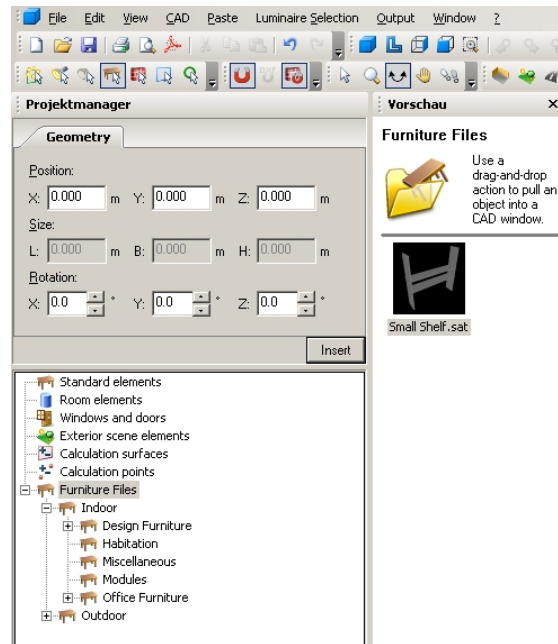 File Edit View CAD Paste Luminaire Selection Output Window ?
Projektmanager
Geometry
Position:
X: 0.000 m Y: 0.000 m Z: 0.000 m
Size:
L: 0.000 m B: 0.000 m H: 0.000 m
Rotation:
X: 0.0 ° Y: 0.0 ° Z: 0.0 °
Insert
Standard elements
Room elements
Windows and doors
Exterior scene elements
Calculation surfaces
Calculation points
Furniture Files
Indoor
Design Furniture
Habitation
Miscellaneous
Modules
Office Furniture
Outdoor
Vorschau
Furniture Files
Use a
drag-and-drop
action to pull an
object into a
CAD window.
Small Shelf.sat